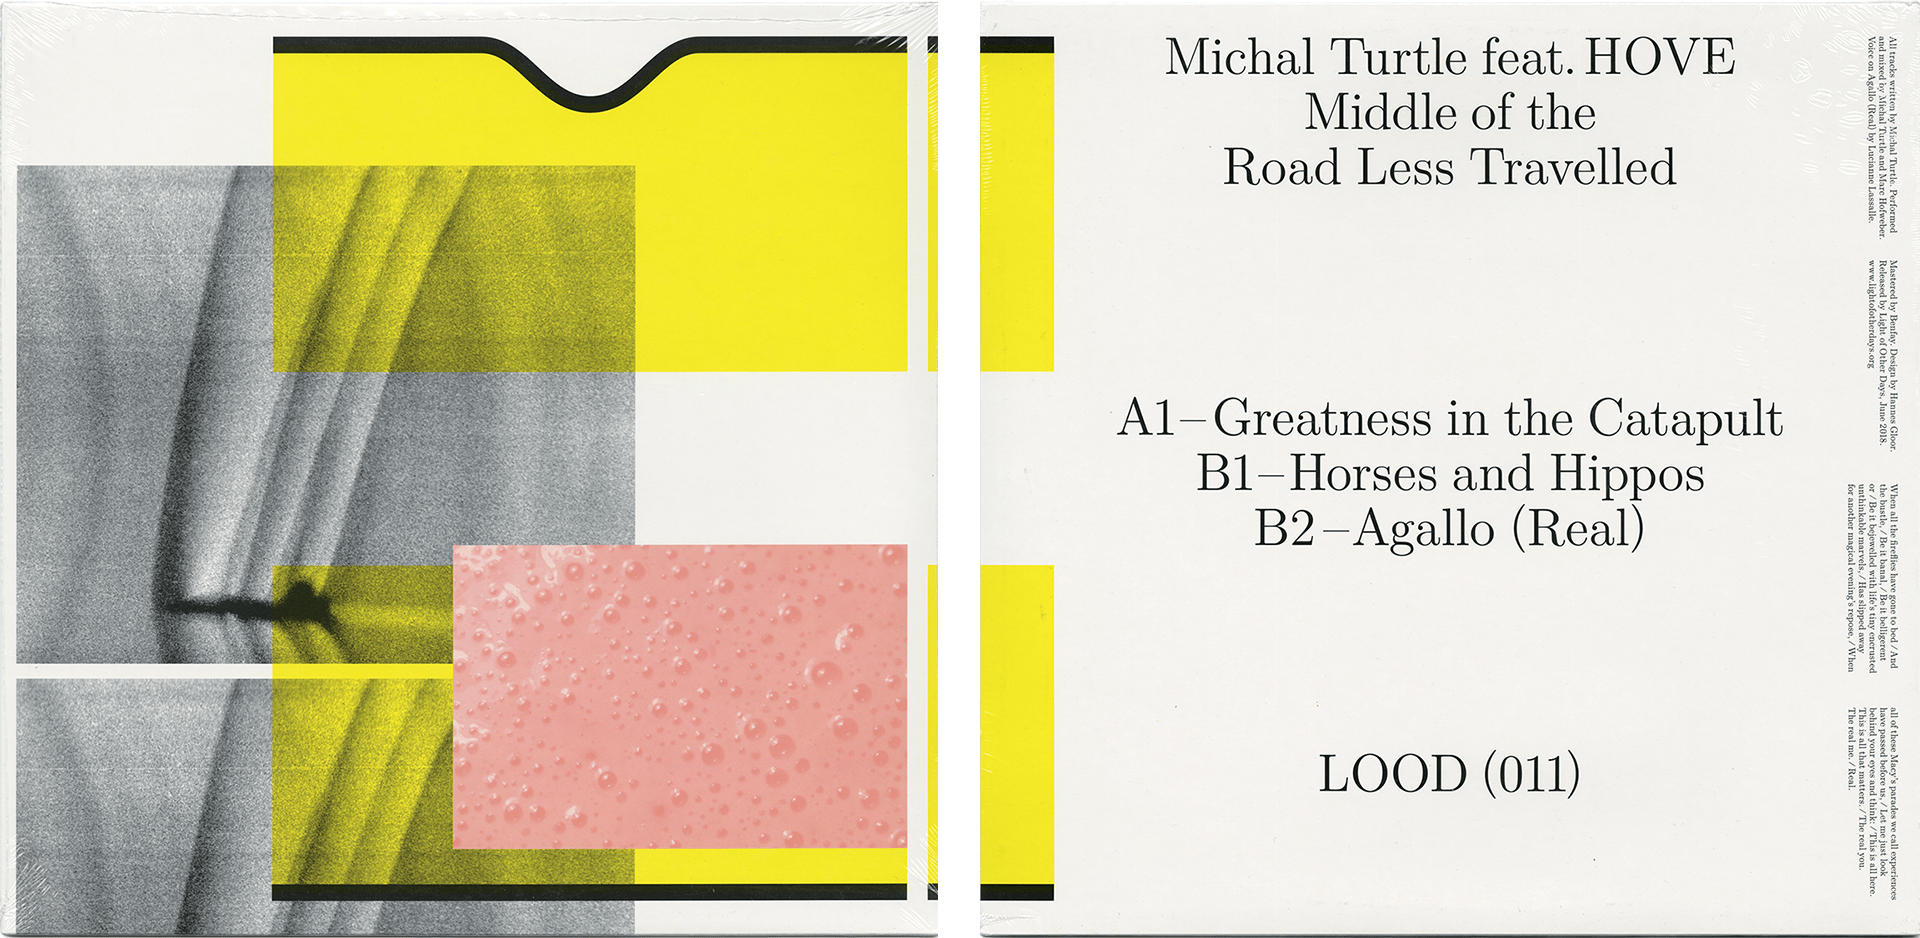 Michal Turtle feat. HOVE
Middle of the
Road Less Travelled
A1–Greatness in the Catapult
B1–Horses and Hippos
B2–Agallo (Real)
LOOD (011)
All tracks written by Michal Turtle. Performed
and mixed by Michal Turtle and Marc Hofweber.
Voice on Agallo (Real) by Lucianne Lassalle.
Mastered by Benfay. Design by Hannes Gloor.
Released by Light of Other Days, June 2018.
www.lightofotherdays.org
When all the fireflies have gone to bed / And
the bustle, / Be it banal, / Be it belligerent
or / Be it bejewelled with life's tiny encrusted
unthinkable marvels, / Has slipped away
for another magical evening's repose, / When
all of these Macy's parades we call experiences
have passed before us, / Let me just look
behind your eyes and think: / This is all here.
This is all that matters. / The real you.
The real me. / Real.